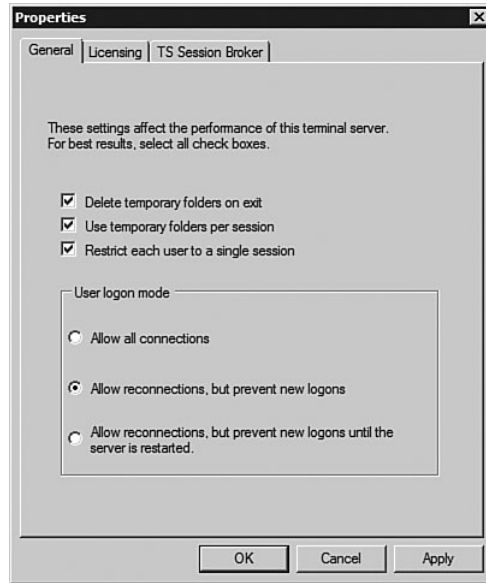 Properties
General Licensing TS Session Broker
These settings affect the performance of this terminal server.
For best results, select all check boxes.
Delete temporary folders on exit
Use temporary folders per session
Restrict each user to a single session
User logon mode
Allow all connections
Allow reconnections, but prevent new logons
Allow reconnections, but prevent new logons until the
server is restarted.
OK Cancel Apply